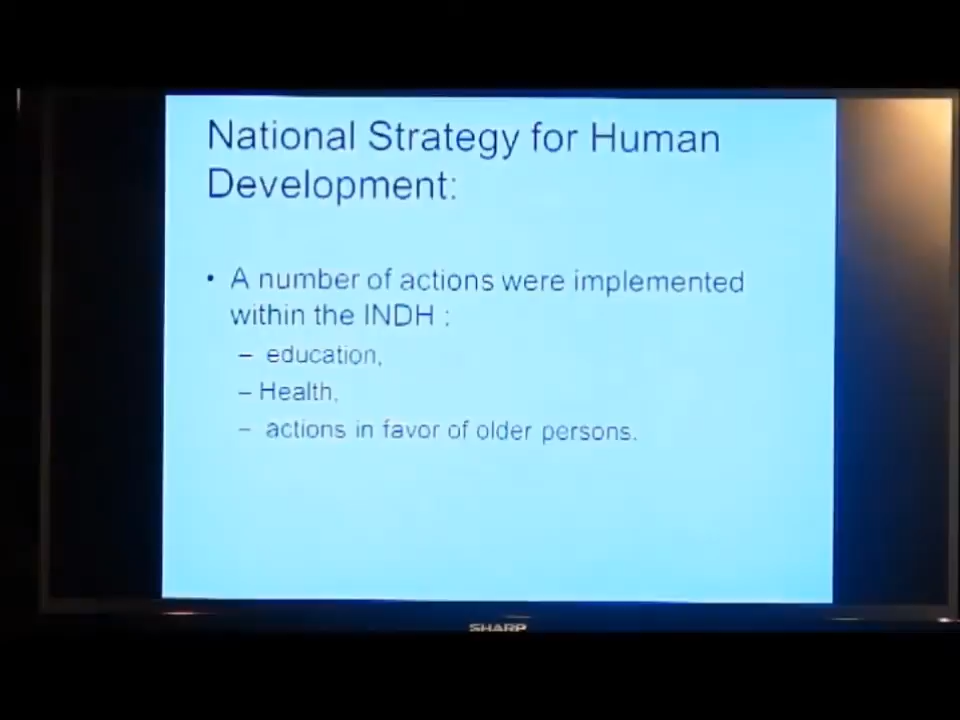 National Strategy for Human
Development:
• A number of actions were implemented
within the INDH :
– education,
– Health,
– actions in favor of older persons.
SHARP